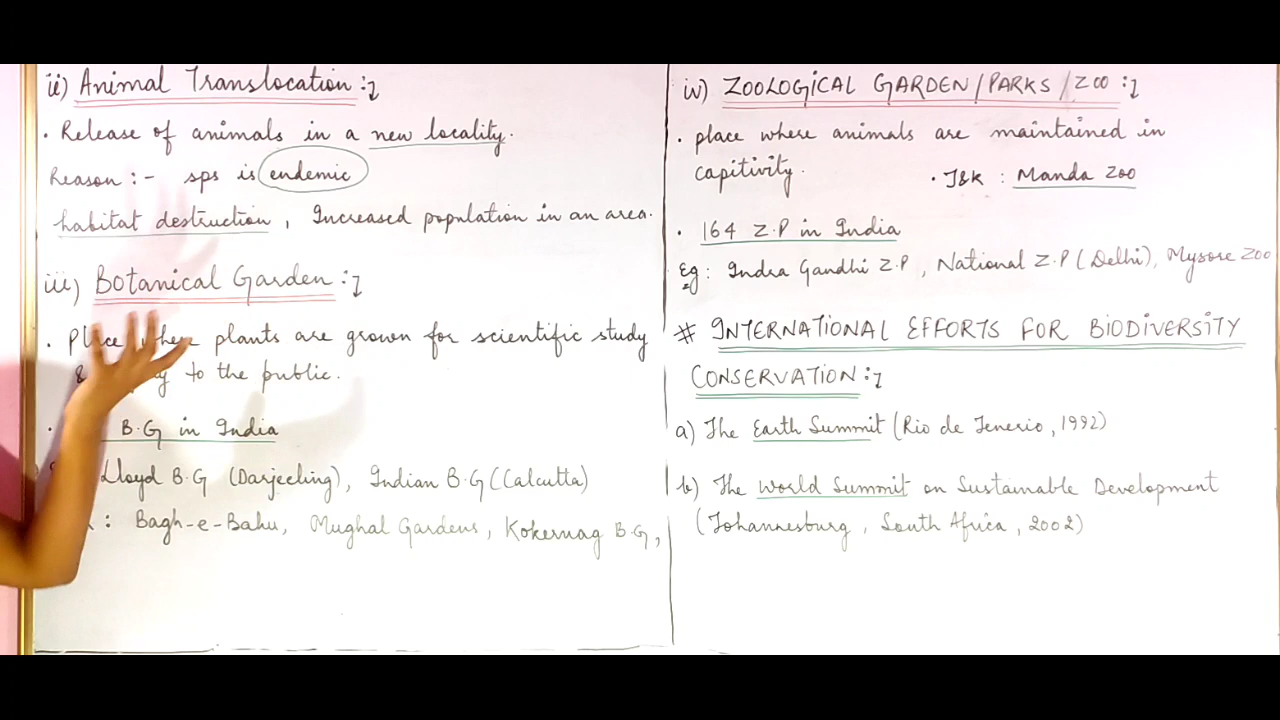 ii) Animal Translocation :-
· Release of animals in a new locality.
Reason :- sps is endemic
habitat destruction, Increased population in an area.
iii) Botanical Garden :-
· Place where plants are grown for scientific study
& to the public.
· B.G in India
Lloyd B.G (Darjeeling), Indian B.G (Calcutta)
: Bagh-e-Bahu, Mughal Gardens, Kokernag B.G,
iv) ZOOLOGICAL GARDEN/PARKS/ZOO :-
· place where animals are maintained in
capitivity. · J&K : Manda Zoo
· 164 Z.P in India
Eg: Indra Gandhi Z.P, National Z.P (Delhi), Mysore Zoo
# INTERNATIONAL EFFORTS FOR BIODIVERSITY
CONSERVATION :-
a) The Earth Summit (Rio de Jenerio, 1992)
b) The World Summit on Sustainable Development
(Johannesburg, South Africa, 2002)